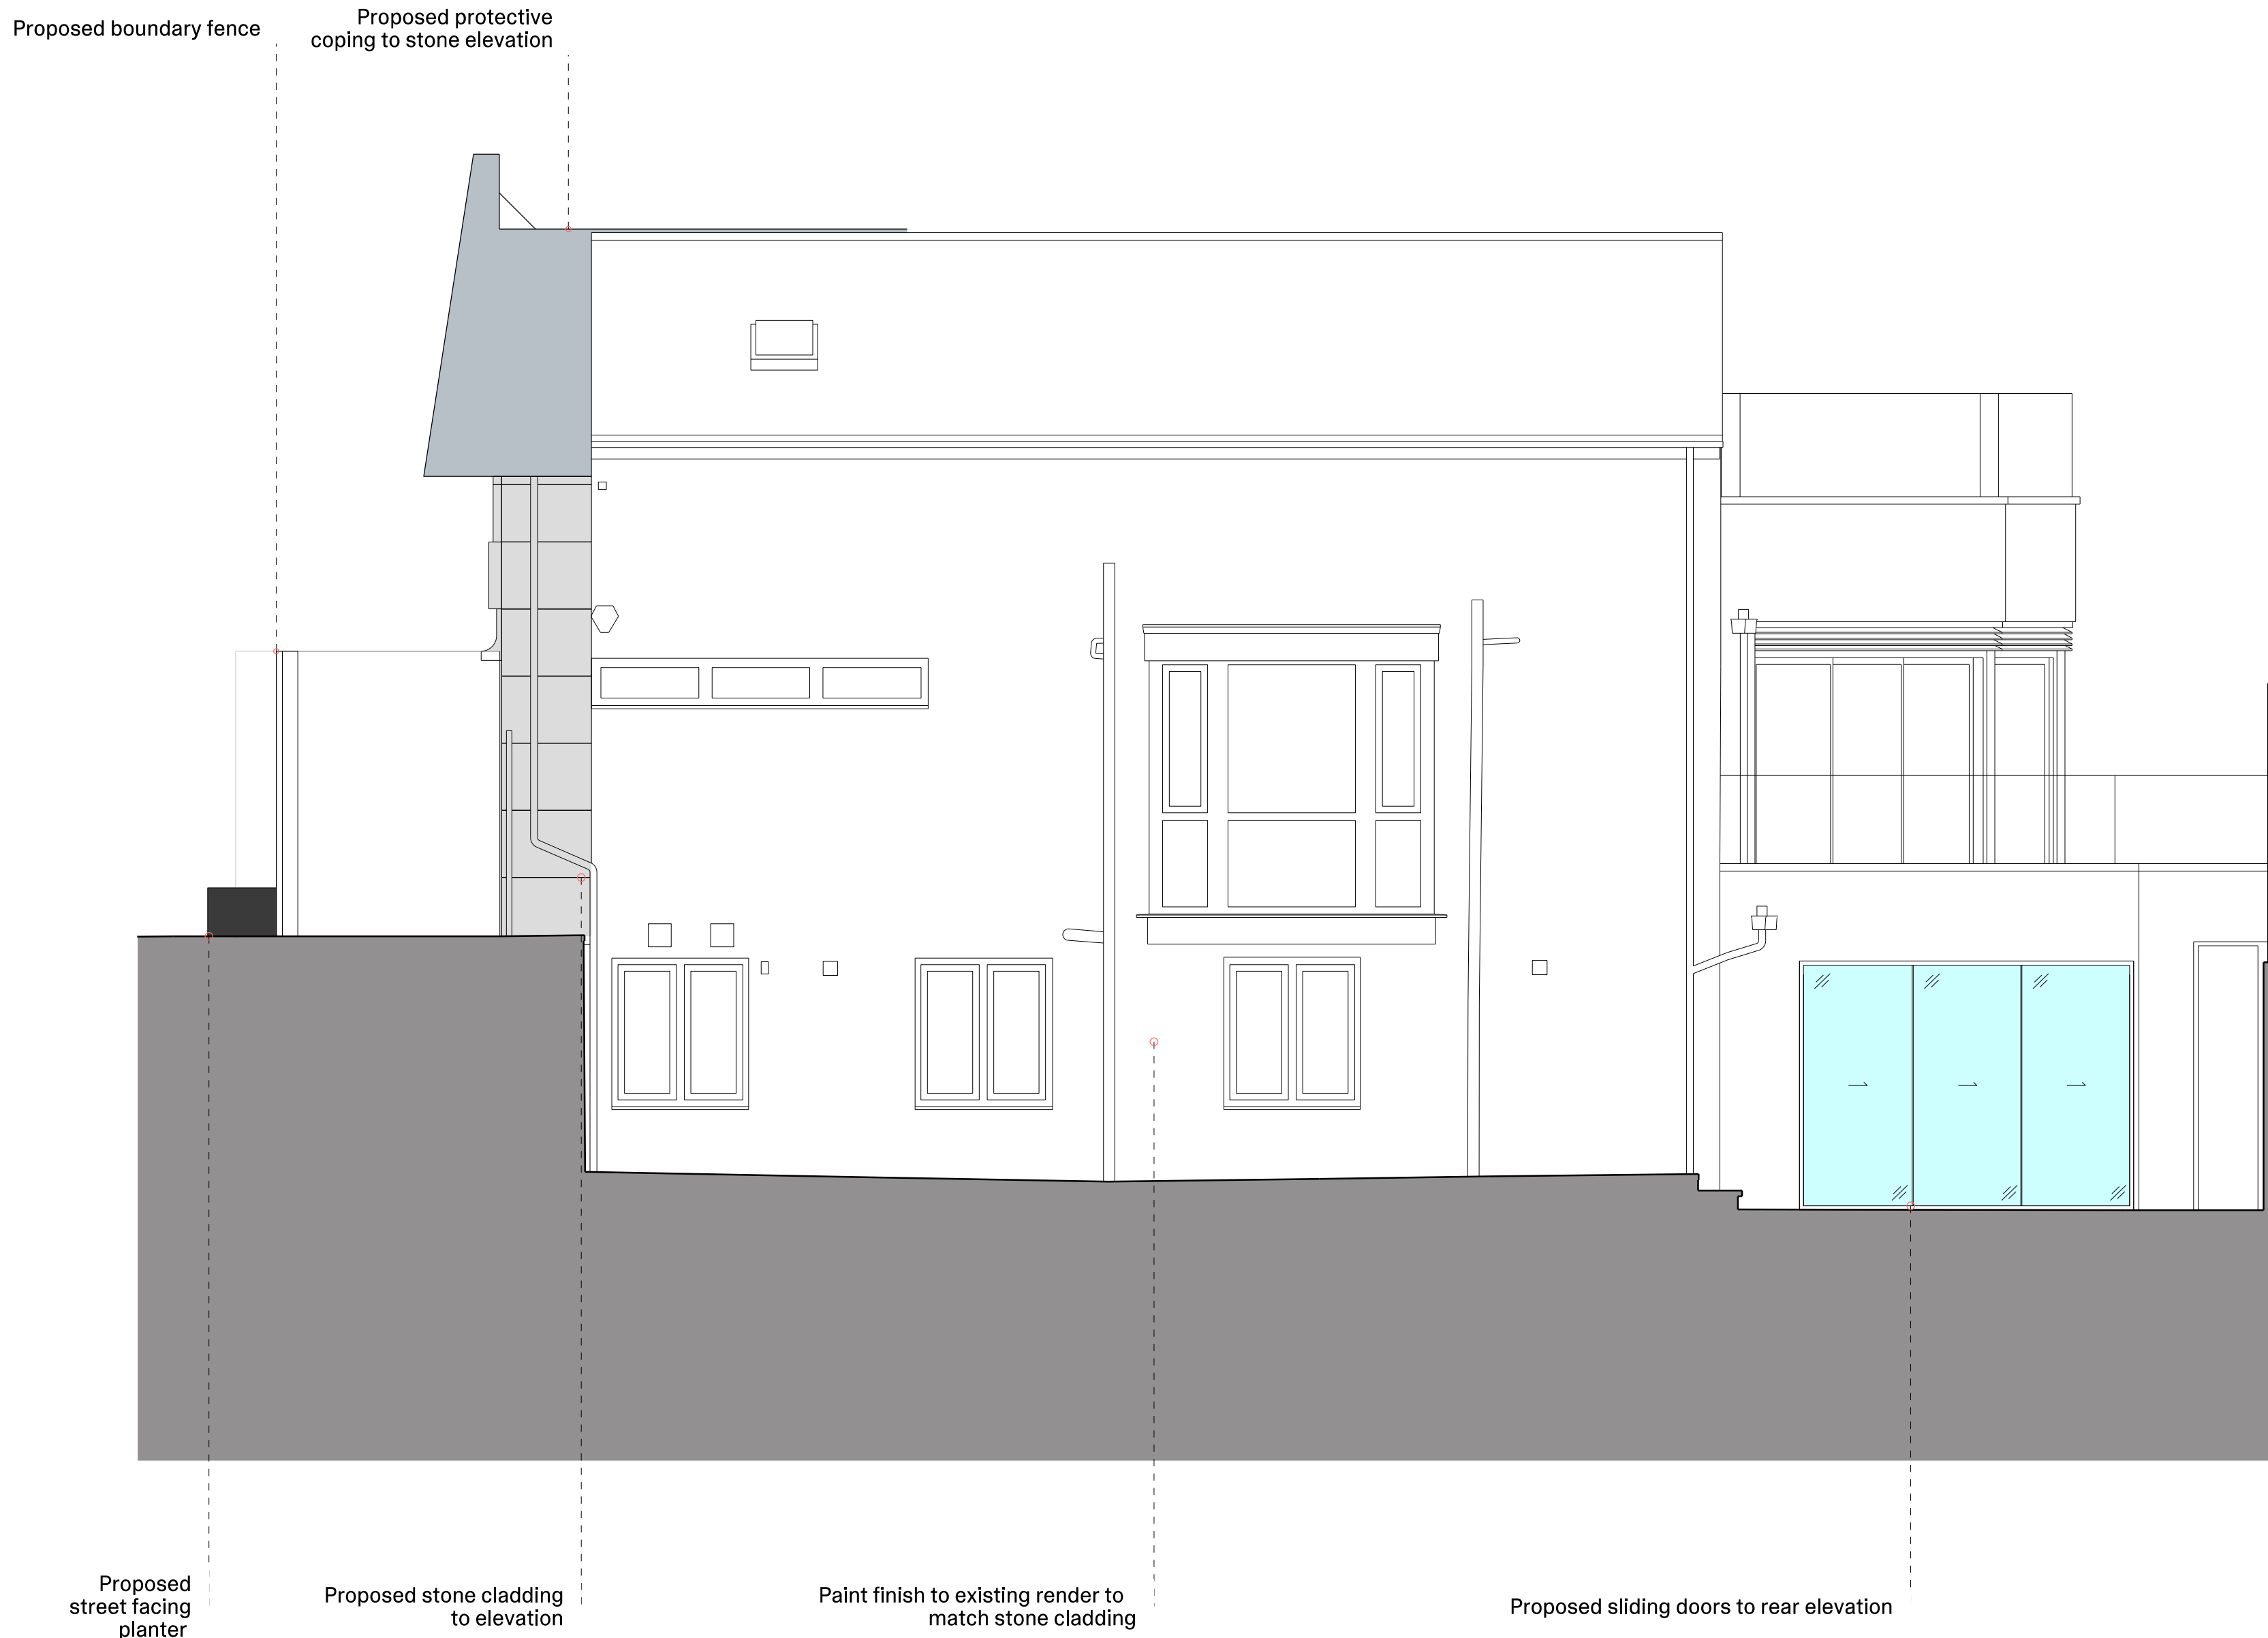 Proposed boundary fence
Proposed protective
coping to stone elevation
Proposed
street facing
planter
Proposed stone cladding
to elevation
Paint finish to existing render to
match stone cladding
Proposed sliding doors to rear elevation